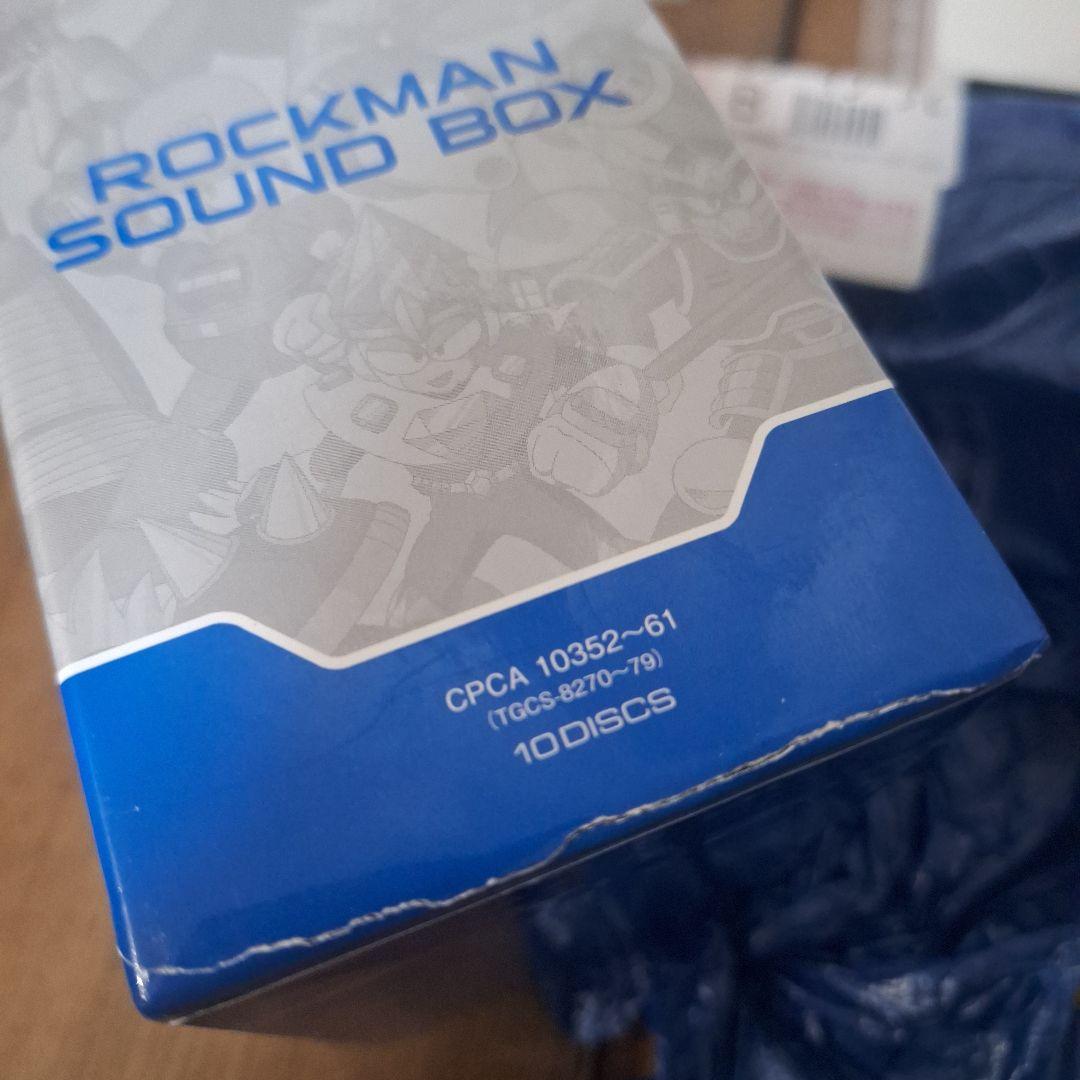 ROCKMAN
SOUND BOX
CPCA 10352~61
(TGCS-8270~79)
10DISCS